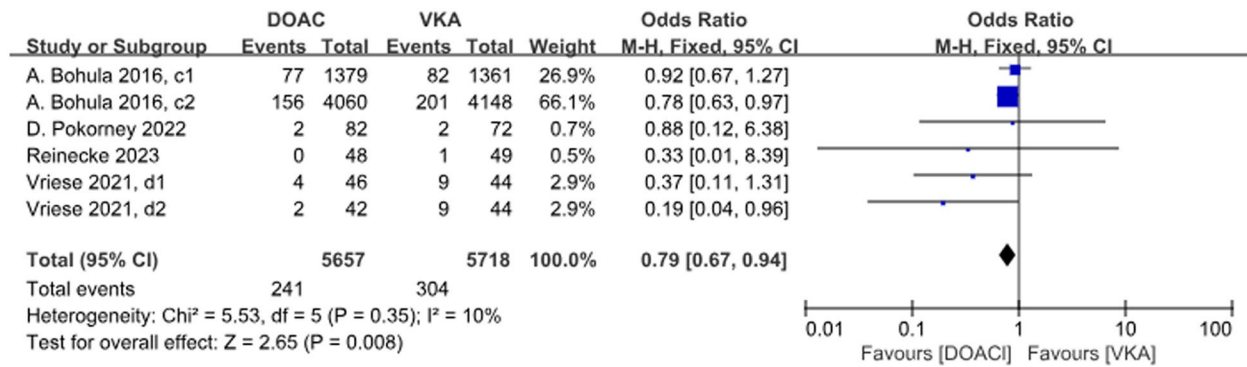 DOAC VKA Odds Ratio Odds Ratio
Study or Subgroup Events Total Events Total Weight M-H, Fixed, 95% CI M-H, Fixed, 95% CI
A. Bohula 2016, c1 77 1379 82 1361 26.9% 0.92 [0.67, 1.27]
A. Bohula 2016, c2 156 4060 201 4148 66.1% 0.78 [0.63, 0.97]
D. Pokorney 2022 2 82 2 72 0.7% 0.88 [0.12, 6.38]
Reinecke 2023 0 48 1 49 0.5% 0.33 [0.01, 8.39]
Vriese 2021, d1 4 46 9 44 2.9% 0.37 [0.11, 1.31]
Vriese 2021, d2 2 42 9 44 2.9% 0.19 [0.04, 0.96]
Total (95% CI) 5657 5718 100.0% 0.79 [0.67, 0.94]
Total events 241 304
Heterogeneity: Chi² = 5.53, df = 5 (P = 0.35); I² = 10%
Test for overall effect: Z = 2.65 (P = 0.008)
0.01 0.1 1 10 100
Favours [DOACI] Favours [VKA]